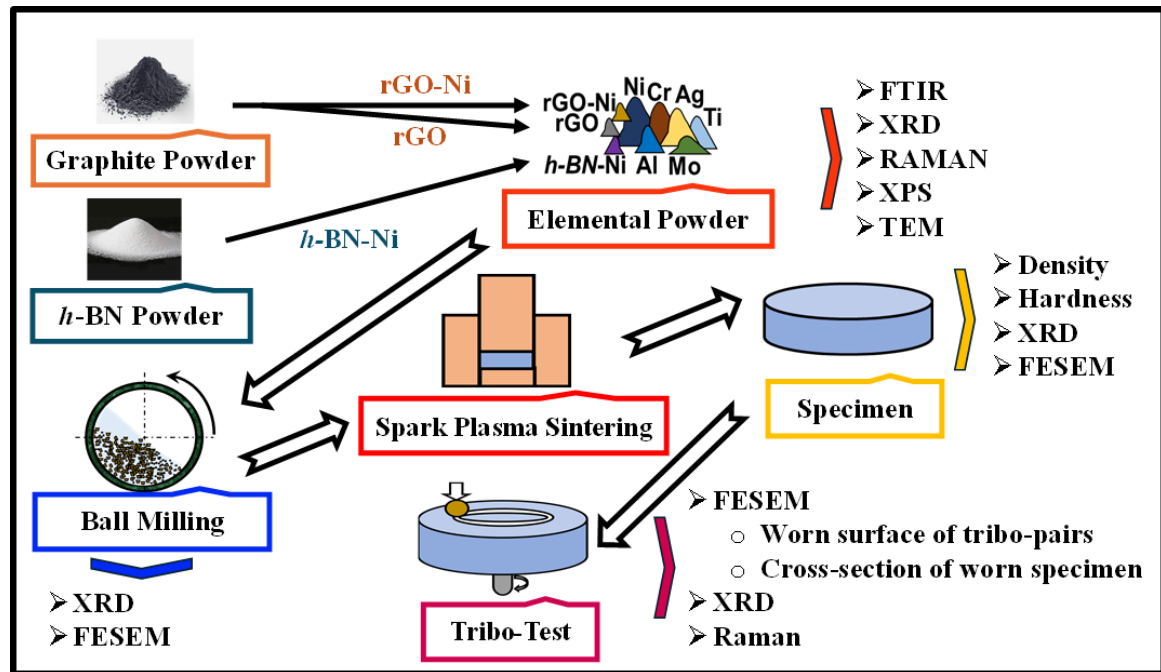 rGO-Ni
rGO
Graphite Powder
h-BN-Ni
h-BN Powder
Ni Cr Ag
rGO-Ni
Ti
rGO
h-BN-Ni Al Mo
Elemental Powder
➢ FTIR
➢ XRD
➢ RAMAN
➢ XPS
➢ TEM
Ball Milling
➢ XRD
➢ FESEM
Spark Plasma Sintering
Specimen
➢ Density
➢ Hardness
➢ XRD
➢ FESEM
Tribo-Test
➢ FESEM
o Worn surface of tribo-pairs
o Cross-section of worn specimen
➢ XRD
➢ Raman